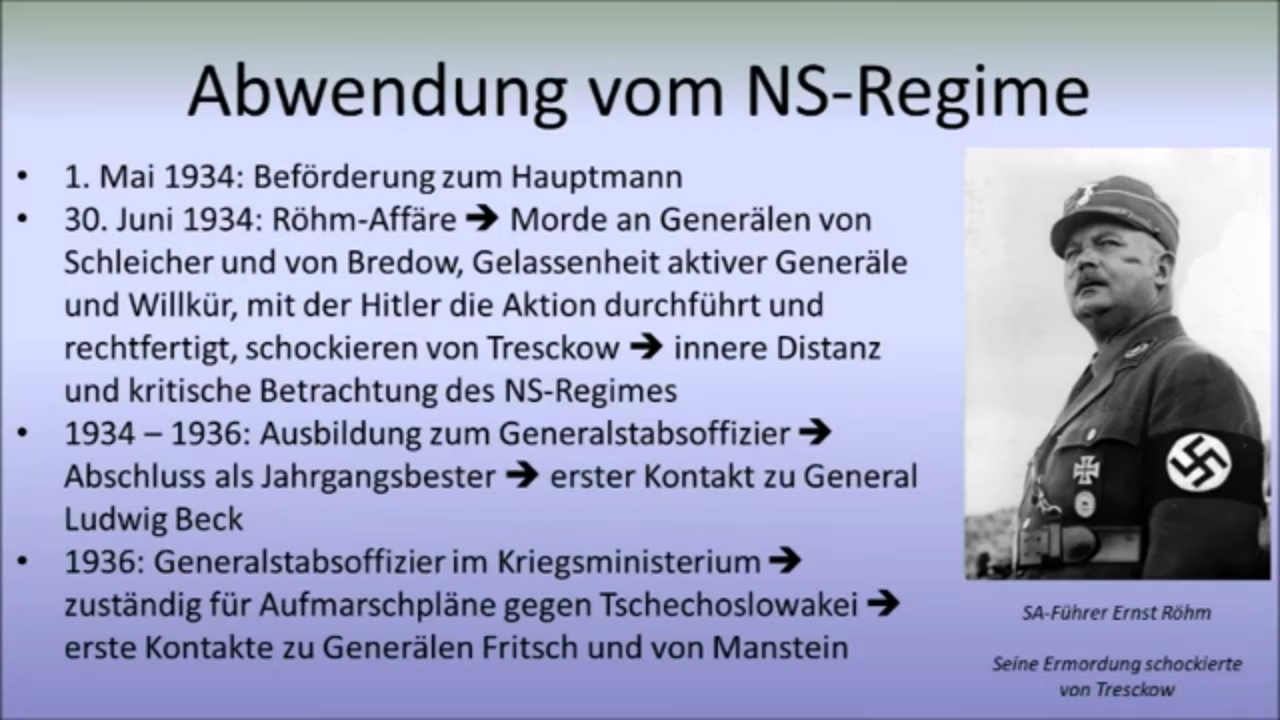 Abwendung vom NS-Regime
• 1. Mai 1934: Beförderung zum Hauptmann
• 30. Juni 1934: Röhm-Affäre ➔ Morde an Generälen von
Schleicher und von Bredow, Gelassenheit aktiver Generäle
und Willkür, mit der Hitler die Aktion durchführt und
rechtfertigt, schockieren von Tresckow ➔ innere Distanz
und kritische Betrachtung des NS-Regimes
• 1934 – 1936: Ausbildung zum Generalstabsoffizier ➔
Abschluss als Jahrgangsbester ➔ erster Kontakt zu General
Ludwig Beck
• 1936: Generalstabsoffizier im Kriegsministerium ➔
zuständig für Aufmarschpläne gegen Tschechoslowakei ➔
erste Kontakte zu Generälen Fritsch und von Manstein
SA-Führer Ernst Röhm
Seine Ermordung schockierte
von Tresckow